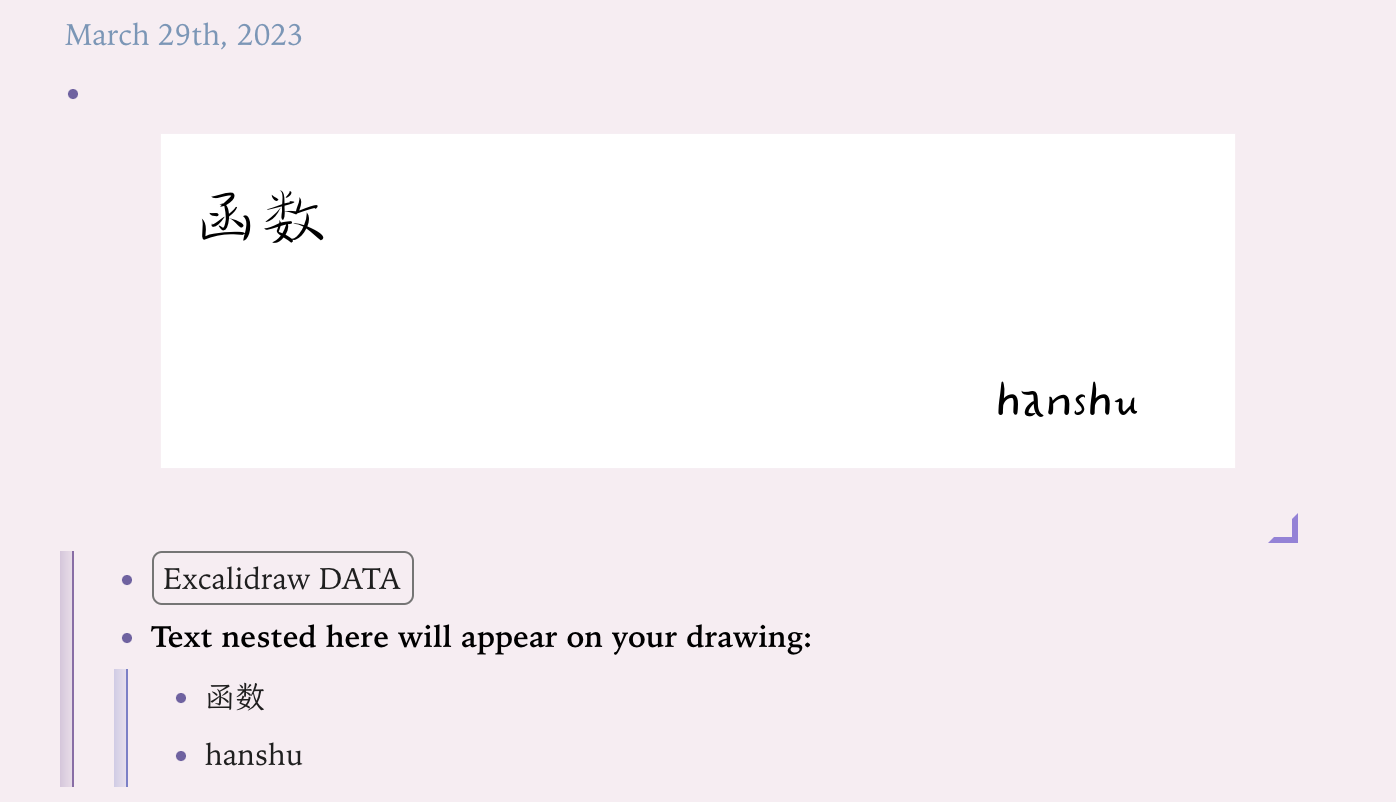 March 29th, 2023
函数
hanshu
Excalidraw DATA
Text nested here will appear on your drawing:
函数
hanshu